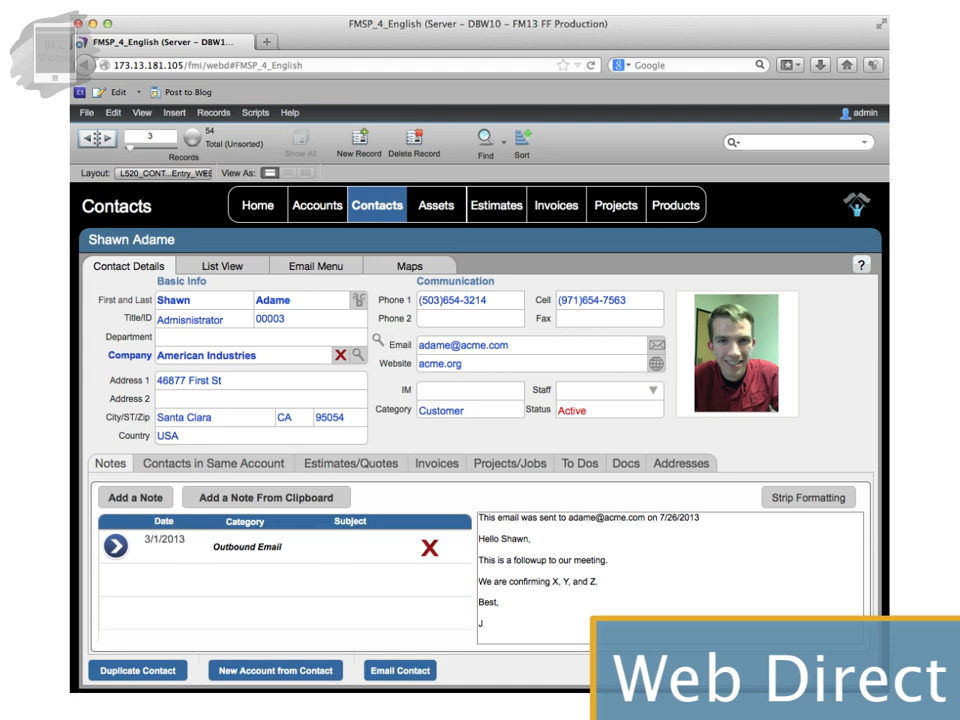 FMSP_4_English (Server - DBW10 - FM13 FF Production)
FMSP_4_English (Server - DBW1...
BCC
Videos
173.13.181.105/fmi/webd#FMSP_4_English
Google
Ct Edit Post to Blog
File Edit View Insert Records Scripts Help admin
3 54
Total (Unsorted)
Records Show All New Record Delete Record Find Sort
Layout: View As:
Contacts Home Accounts Contacts Assets Estimates Invoices Projects Products
Shawn Adame
Contact Details List View Email Menu Maps ?
Basic Info Communication
First and Last Shawn Adame Phone 1 (503)654-3214 Cell (971)654-7563
Title/ID Admisnistrator 00003 Phone 2 Fax
Department
Email adame@acme.com
Company American Industries X Website acme.org
Address 1 46877 First St IM Staff
Address 2
Category Customer Status Active
City/ST/Zip Santa Clara CA 95054
Country USA
Notes Contacts in Same Account Estimates/Quotes Invoices Projects/Jobs To Dos Docs Addresses
Add a Note Add a Note From Clipboard Strip Formatting
Date Category Subject
3/1/2013 Outbound Email X
This email was sent to adame@acme.com on 7/26/2013
Hello Shawn,
This is a followup to our meeting.
We are confirming X, Y, and Z.
Best,
J
Duplicate Contact New Account from Contact Email Contact
Web Direct